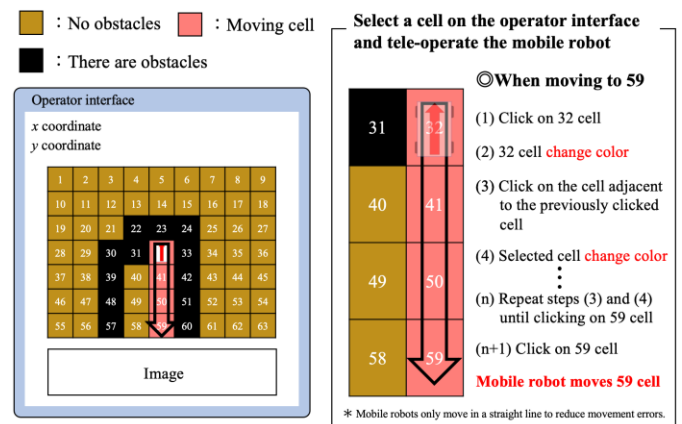 : No obstacles
: Moving cell
: There are obstacles
Operator interface
x coordinate
y coordinate
1 2 3 4 5 6 7 8 9
10 11 12 13 14 15 16 17 18
19 20 21 22 23 24 25 26 27
28 29 30 31 33 34 35 36
37 38 39 40 41 42 43 44 45
46 47 48 49 50 51 52 53 54
55 56 57 58 59 60 61 62 63
Image
Select a cell on the operator interface
and tele-operate the mobile robot
31 32
40 41
49 50
58 59
◎When moving to 59
(1) Click on 32 cell
(2) 32 cell change color
(3) Click on the cell adjacent
to the previously clicked
cell
(4) Selected cell change color
⋮
(n) Repeat steps (3) and (4)
until clicking on 59 cell
(n+1) Click on 59 cell
Mobile robot moves 59 cell
* Mobile robots only move in a straight line to reduce movement errors.